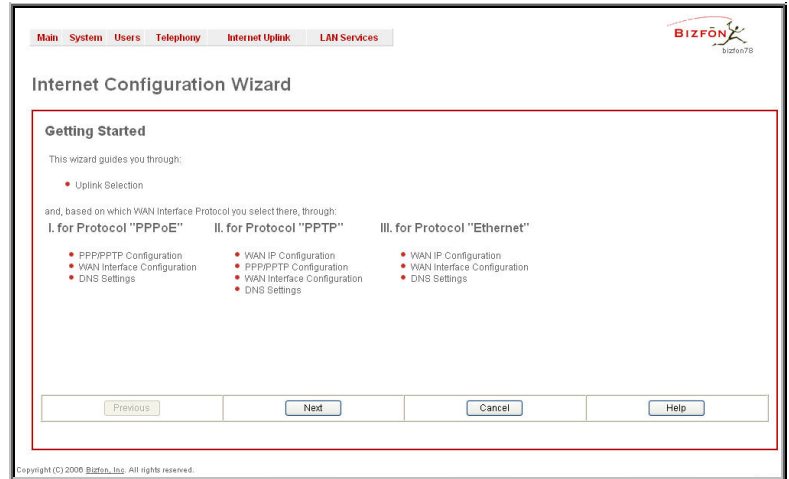 Main System Users Telephony Internet Uplink LAN Services
BIZFŌN
bizfon78
Internet Configuration Wizard
Getting Started
This wizard guides you through:
Uplink Selection
and, based on which WAN Interface Protocol you select there, through:
I. for Protocol "PPPoE"
PPP/PPTP Configuration
WAN Interface Configuration
DNS Settings
II. for Protocol "PPTP"
WAN IP Configuration
PPP/PPTP Configuration
WAN Interface Configuration
DNS Settings
III. for Protocol "Ethernet"
WAN IP Configuration
WAN Interface Configuration
DNS Settings
Previous Next Cancel Help
Copyright (C) 2006 Bizfon, Inc. All rights reserved.